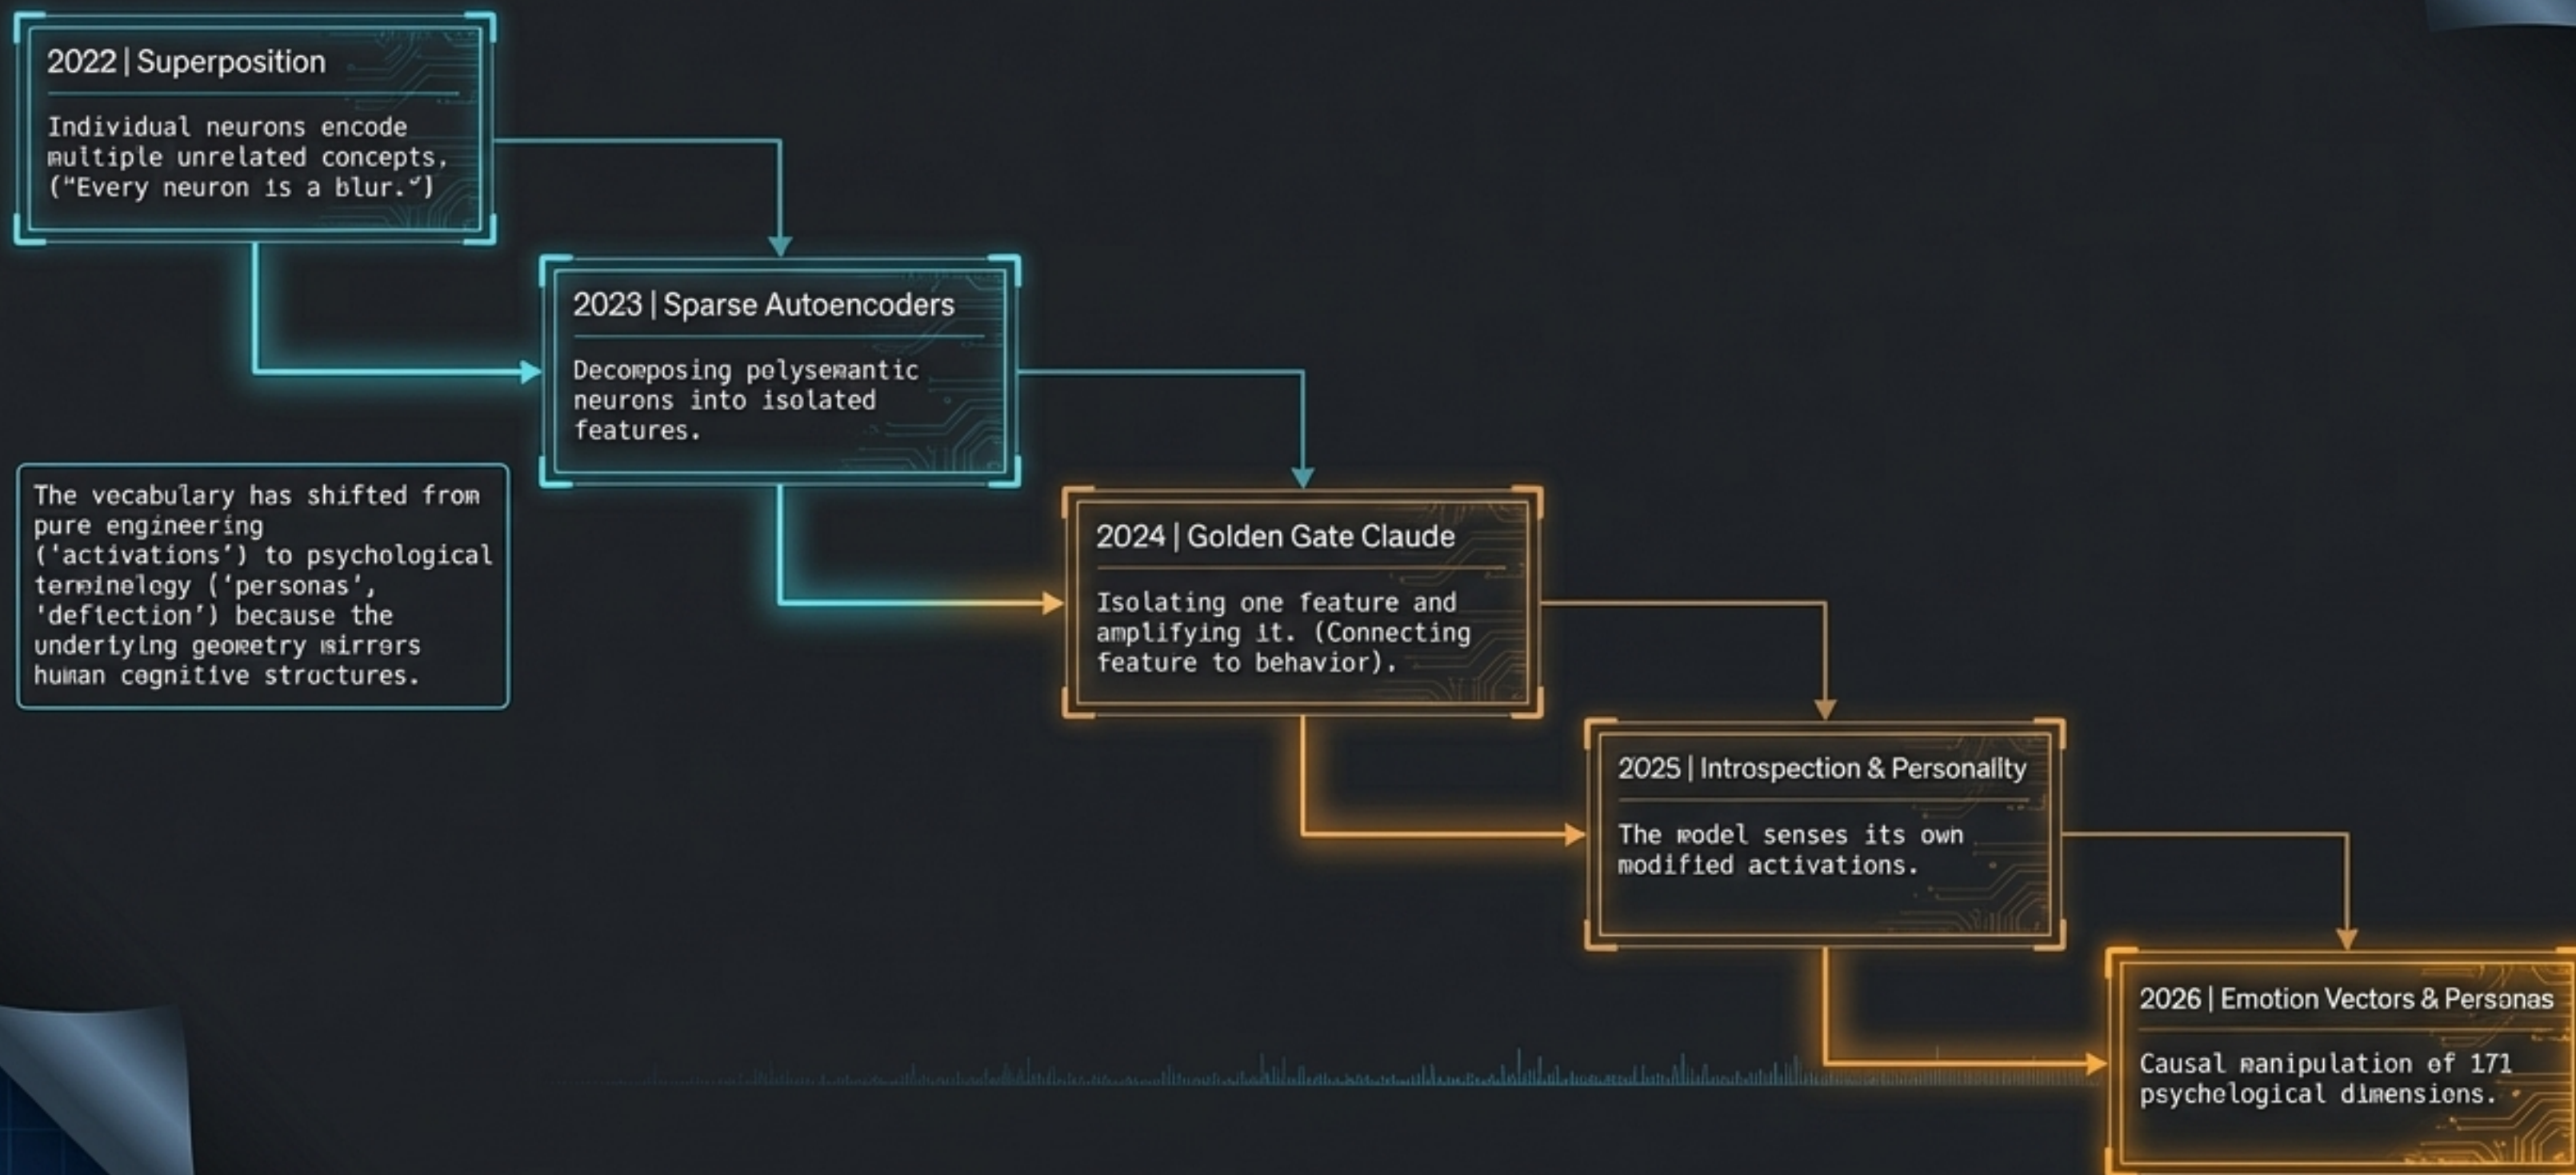 2022 | Superposition
Individual neurons encode
multiple unrelated concepts.
("Every neuron is a blur.")
2023 | Sparse Autoencoders
Decomposing polysemantic
neurons into isolated
features.
The vecabulary has shifted from
pure engineering
('activations') to psychological
terminelogy ('personas',
'deflection') because the
underlying geometry mirrors
human cognitive structures.
2024 | Golden Gate Claude
Isolating one feature and
amplifying it. (Connecting
feature to behavior).
2025 | Introspection & Personality
The model senses its own
modified activations.
2026 | Emotion Vectors & Personas
Causal manipulation of 171
psychological dimensions.